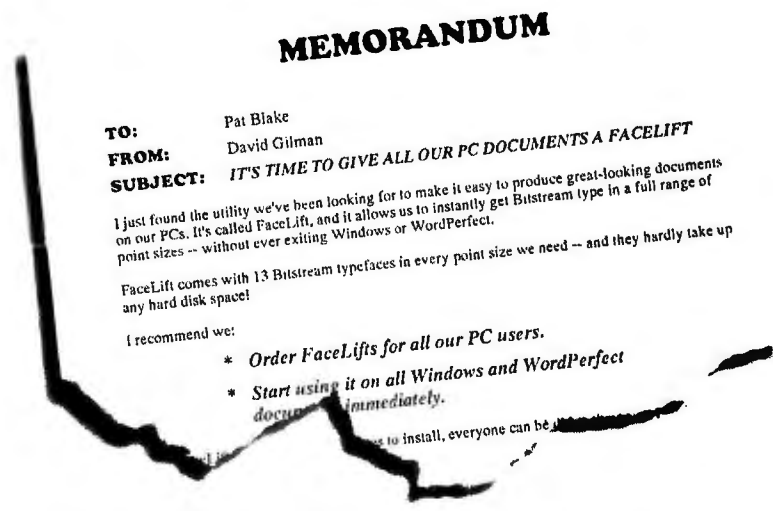 MEMORANDUM
TO: Pat Blake
FROM: David Gilman
SUBJECT: IT'S TIME TO GIVE ALL OUR PC DOCUMENTS A FACELIFT
I just found the utility we've been looking for to make it easy to produce great-looking documents
on our PCs. It's called FaceLift, and it allows us to instantly get Bitstream type in a full range of
point sizes -- without ever exiting Windows or WordPerfect.
FaceLift comes with 13 Bitstream typefaces in every point size we need -- and they hardly take up
any hard disk space!
I recommend we:
* Order FaceLifts for all our PC users.
* Start using it on all Windows and WordPerfect
immediately.
to install, everyone can be